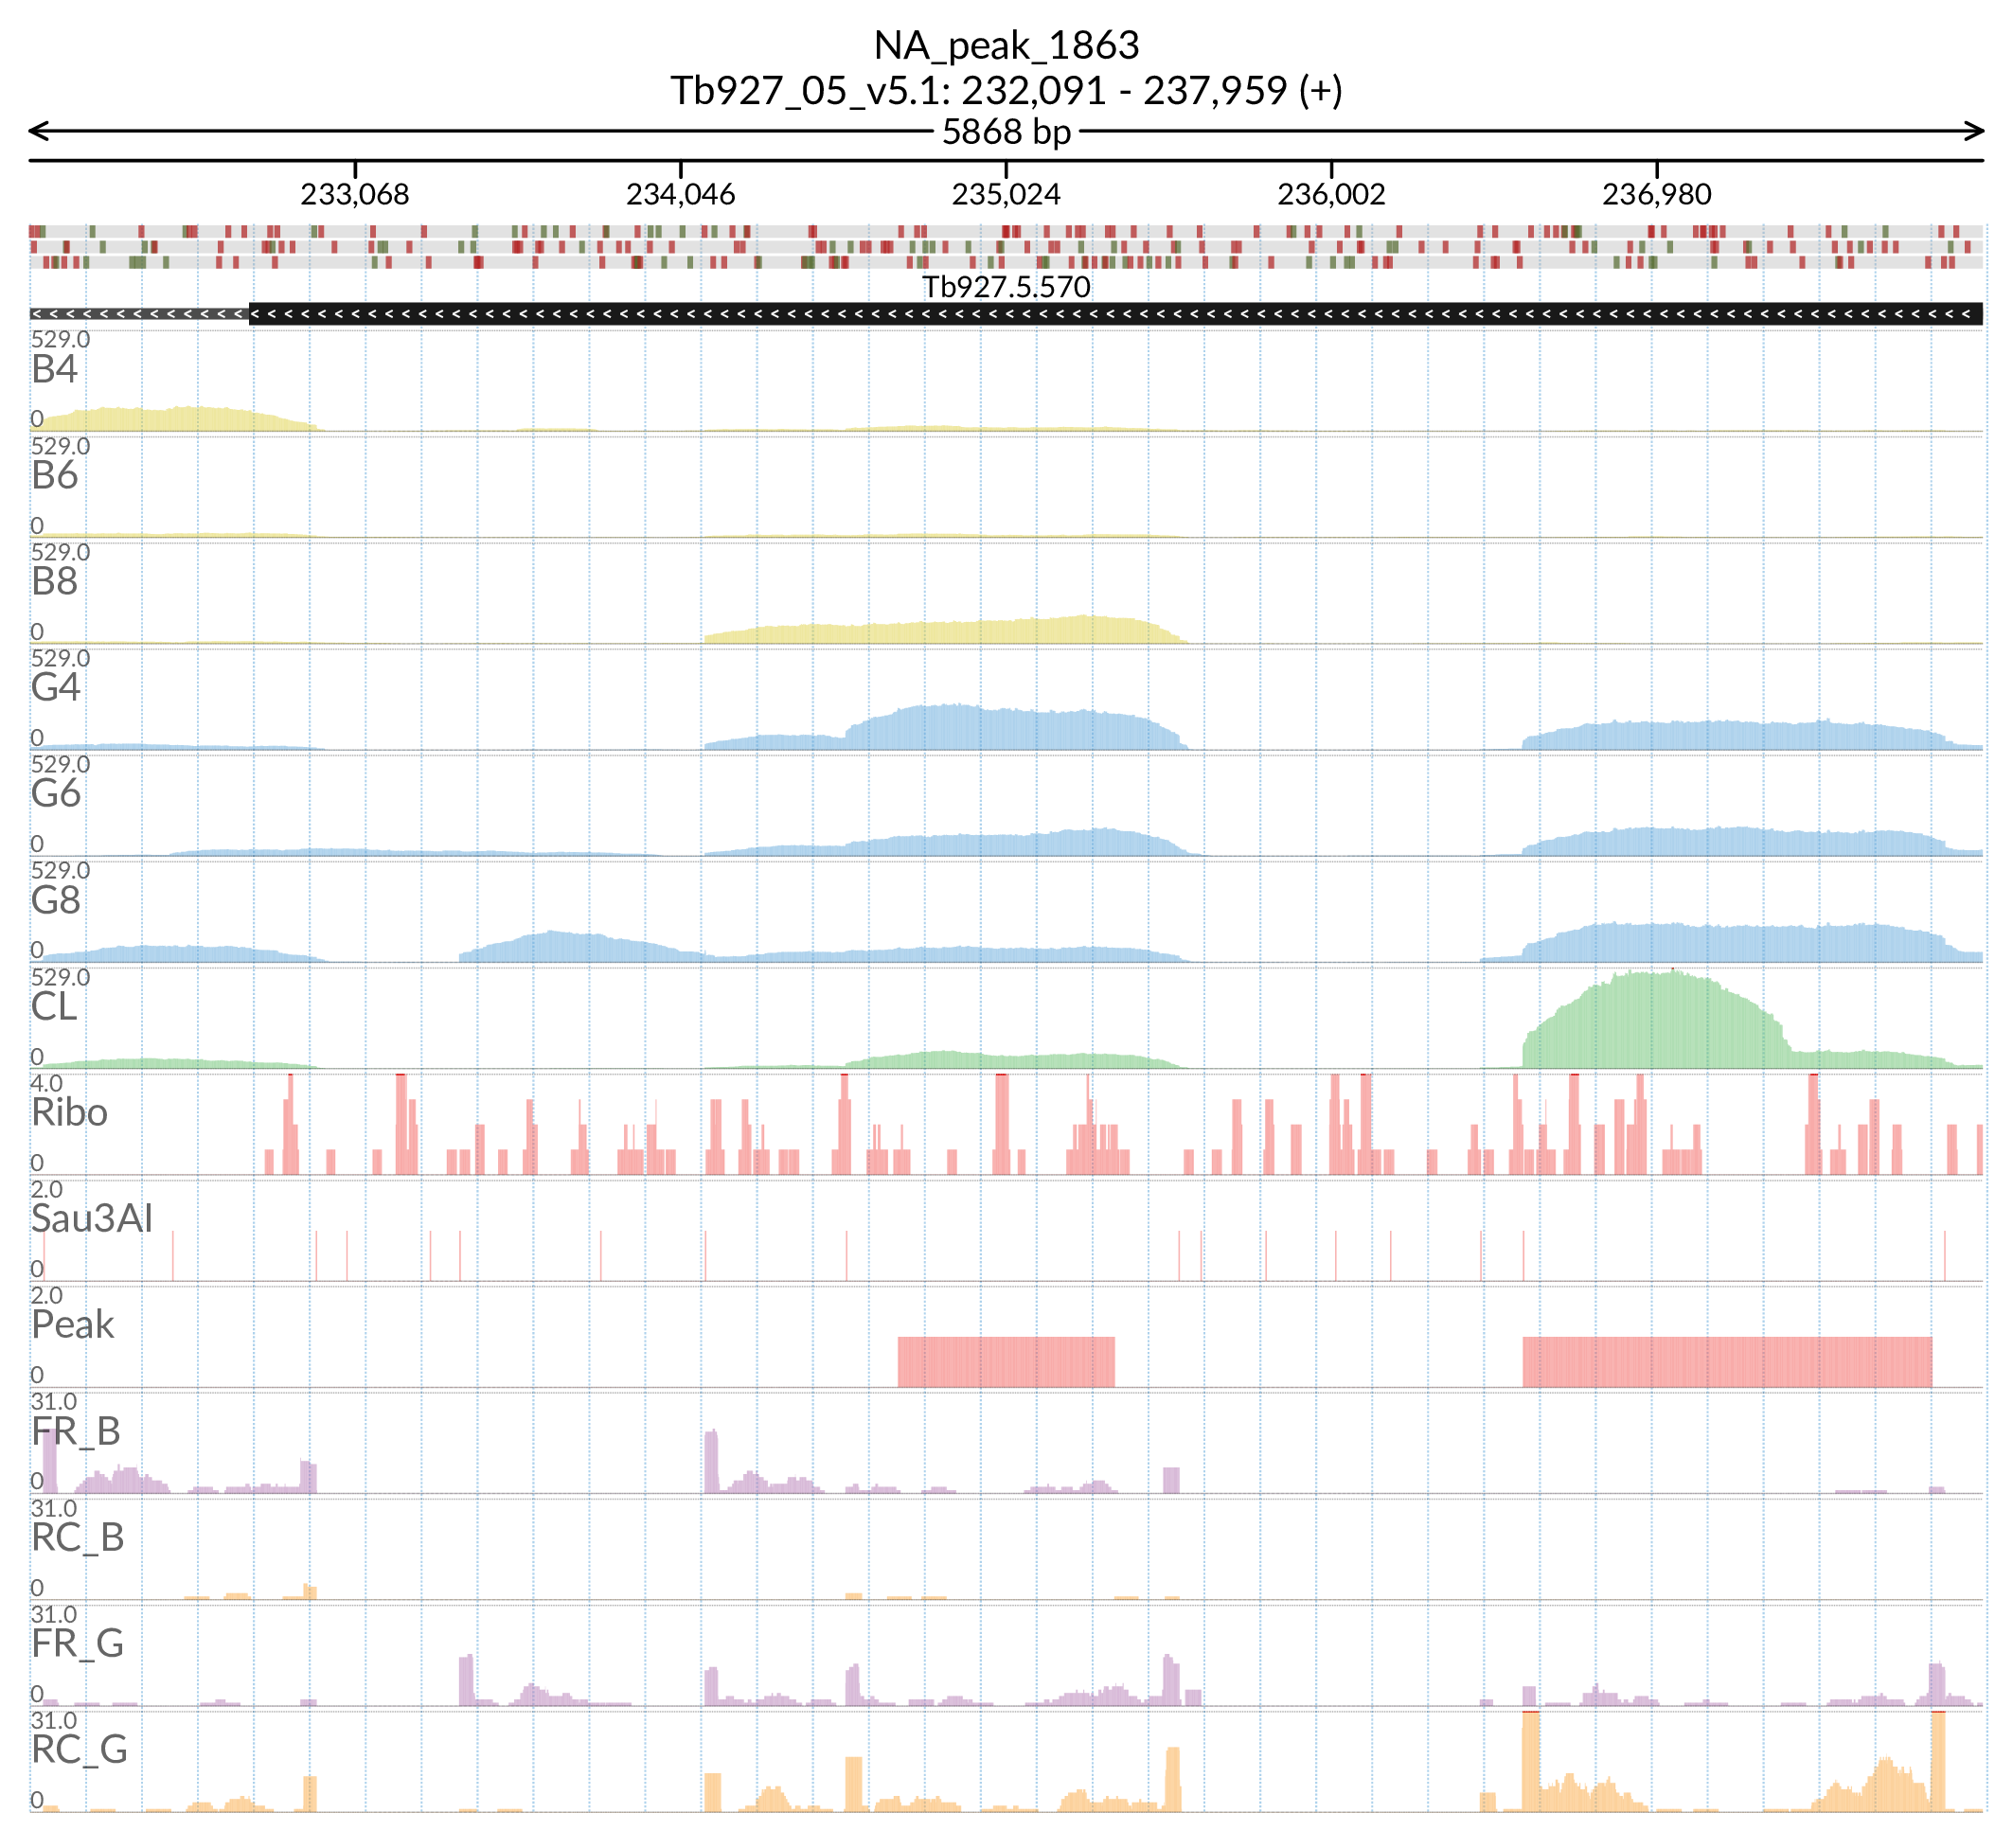 NA_peak_1863
Tb927_05_v5.1: 232,091 - 237,959 (+)
5868 bp
233,068 234,046 235,024 236,002 236,980
Tb927.5.570
529.0
B4
0
529.0
B6
0
529.0
B8
0
529.0
G4
0
529.0
G6
0
529.0
G8
0
529.0
CL
0
4.0
Ribo
0
2.0
Sau3AI
0
2.0
Peak
0
31.0
FR_B
0
31.0
RC_B
0
31.0
FR_G
0
31.0
RC_G
0